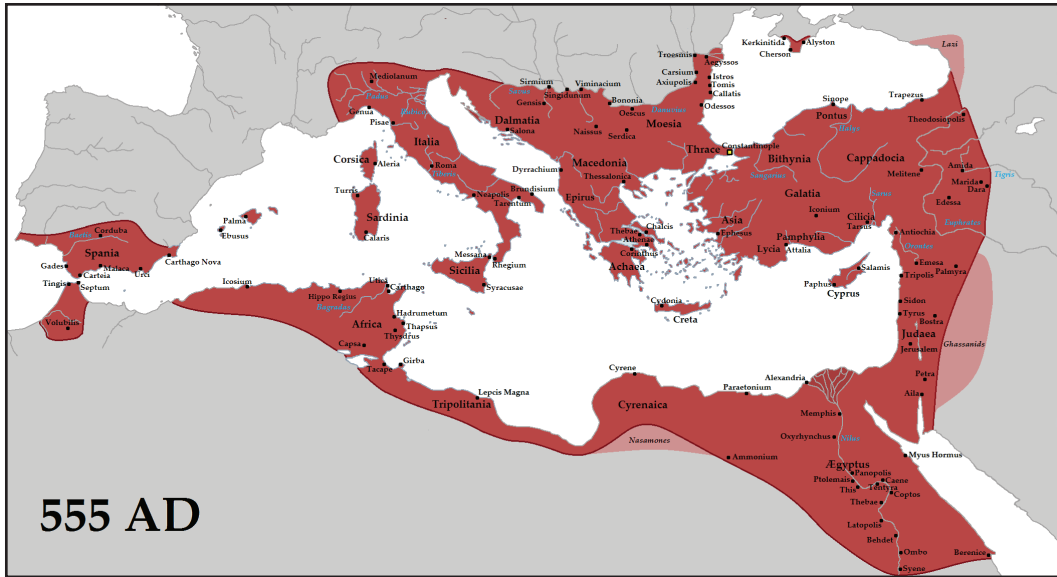 Kerkinitida
Alyston
Cherson
Lazi
Troesmis
Aegyssos
Carsium
Axiupolis
Istros
Tomis
Callatis
Odessos
Mediolanum
Padus
Genua
Pisae
Sirmium
Viminacium
Savus
Singidunum
Gensis
Bononia
Oescus
Danuvius
Dalmatia
Salona
Naissus
Serdica
Moesia
Sinope
Trapezus
Pontus
Theodosiopolis
Halys
Italia
Corsica
Aleria
Roma
Tiberis
Dyrrachium
Macedonia
Thessalonica
Thrace
Constantinople
Bithynia
Cappadocia
Sangarius
Melitene
Amida
Marida
Dara
Tigris
Edessa
Turris
Sardinia
Calaris
Neapolis
Brundisium
Tarentum
Epirus
Galatia
Sarus
Iconium
Cilicia
Tarsus
Euphrates
Palma
Ebusus
Baetis
Corduba
Spania
Gades
Malaca
Urci
Carteia
Carthago Nova
Tingis
Septum
Volubilis
Icosium
Messana
Rhegium
Sicilia
Syracusae
Thebae
Chalcis
Athenae
Corinthus
Achaea
Asia
Ephesus
Lycia
Pamphylia
Attalia
Antiochia
Orontes
Emesa
Palmyra
Tripolis
Salamis
Paphus
Cyprus
Cydonia
Creta
Hippo Regius
Utica
Carthago
Bagradas
Hadrumetum
Africa
Thapsus
Thysdrus
Capsa
Tacape
Girba
Sidon
Tyrus
Bostra
Judaea
Jerusalem
Ghassanids
Petra
Aila
Lepcis Magna
Tripolitania
Cyrene
Cyrenaica
Nasamones
Paraetonium
Alexandria
Ammonium
Memphis
Oxyrhynchus
Nilus
Myus Hormus
Ægyptus
Panopolis
Ptolemais
Caene
This
Tentyra
Coptos
Thebae
Latopolis
Behdet
Ombo
Berenice
Syene
555 AD